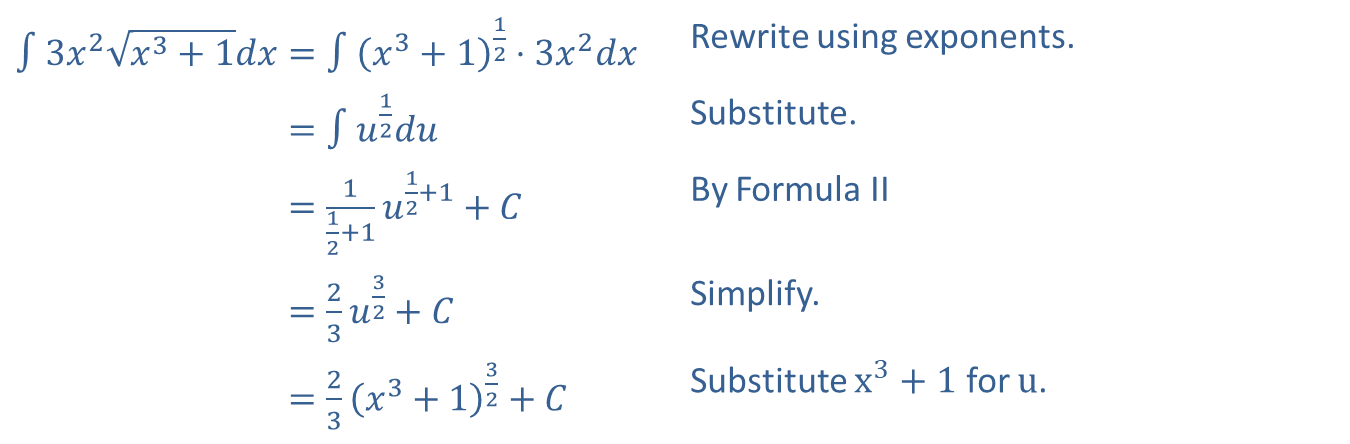 ∫ 3x²√(x³ + 1)dx = ∫ (x³ + 1)^(1/2) · 3x²dx Rewrite using exponents.
= ∫ u^(1/2)du Substitute.
= 1/(1/2+1) u^(1/2+1) + C By Formula II
= 2/3 u^(3/2) + C Simplify.
= 2/3 (x³ + 1)^(3/2) + C Substitute x³ + 1 for u.